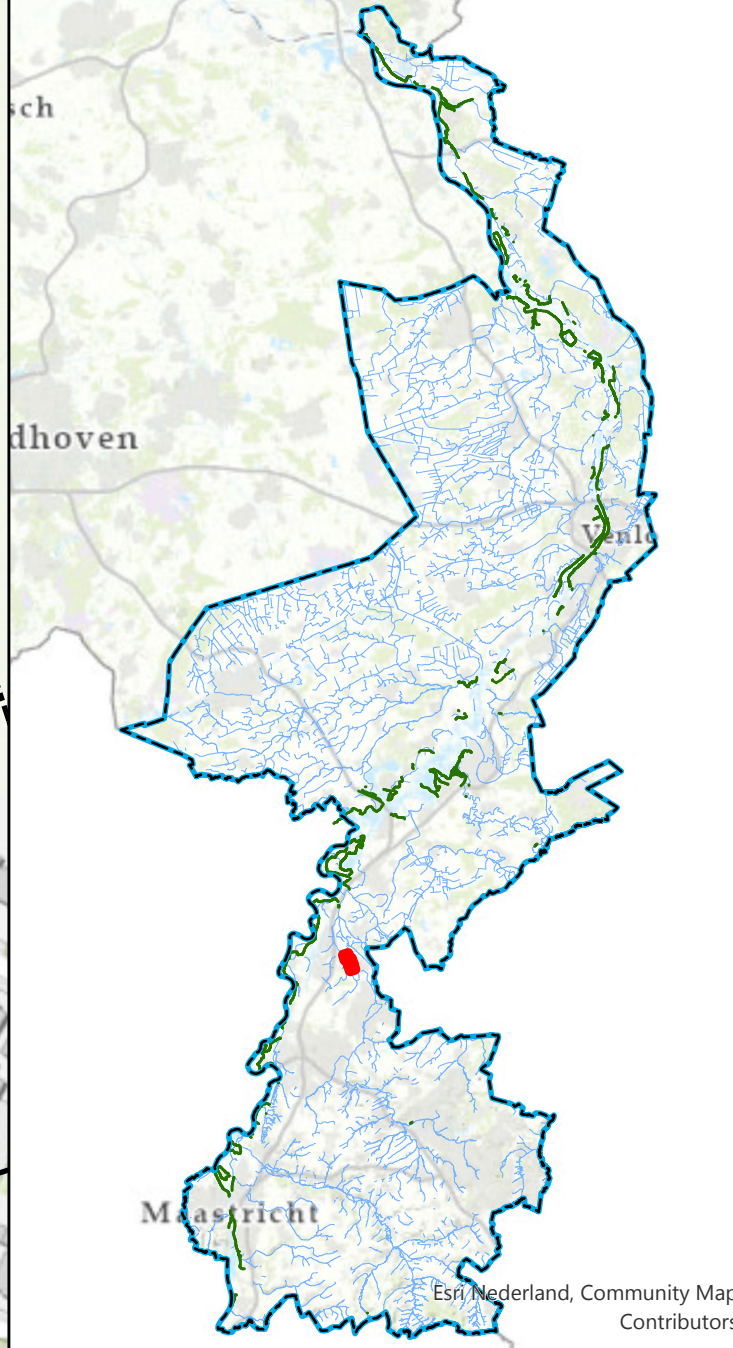 sch
dhoven
Venlo
Maastricht
Esri Nederland, Community Map
Contributors